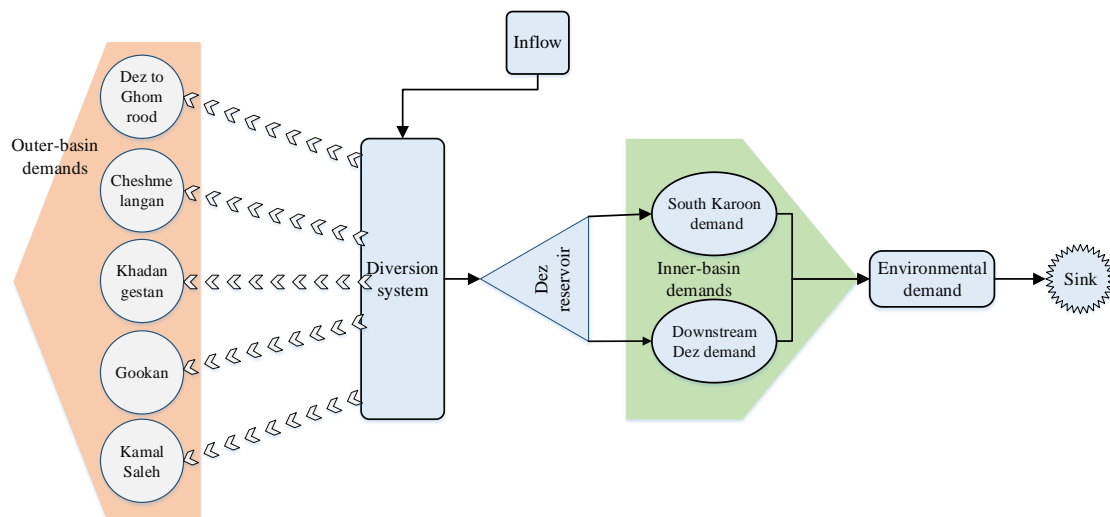 Inflow
Dez to
Ghom
rood
Outer-basin
demands
Cheshme
langan
Khadan
gestan
Gookan
Kamal
Saleh
Diversion
system
Dez
reservoir
South Karoon
demand
Inner-basin
demands
Downstream
Dez demand
Environmental
demand
Sink